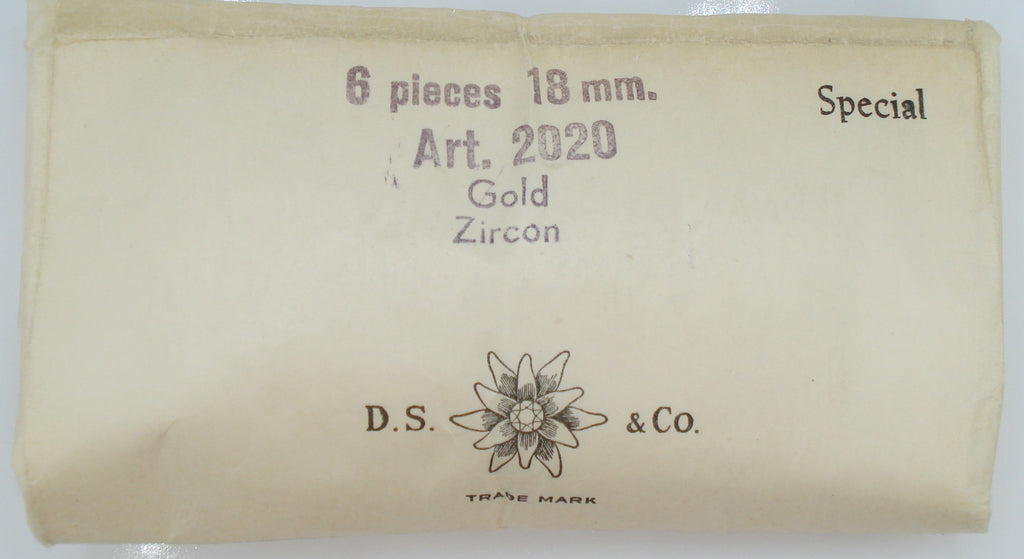 6 pieces 18 mm.
Special
Art. 2020
Gold
Zircon
D.S. & Co.
TRADE MARK